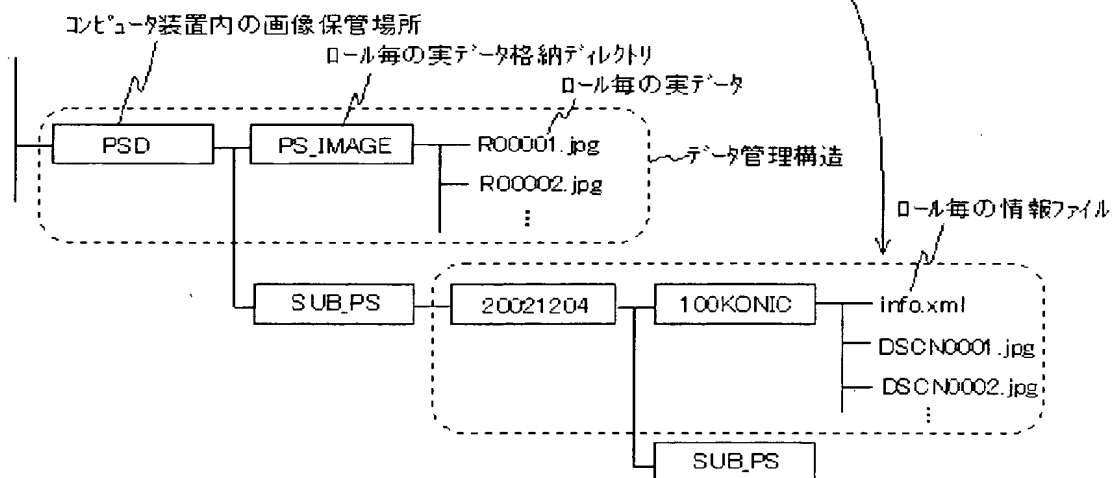 コンピュータ装置内の画像保管場所
ロール毎の実データ格納ディレクトリ
ロール毎の実データ
PSD
PS_IMAGE
R00001.jpg
データ管理構造
R00002.jpg
⋮
ロール毎の情報ファイル
SUB_PS
20021204
100KONIC
info.xml
DSCN0001.jpg
DSCN0002.jpg
⋮
SUB_PS